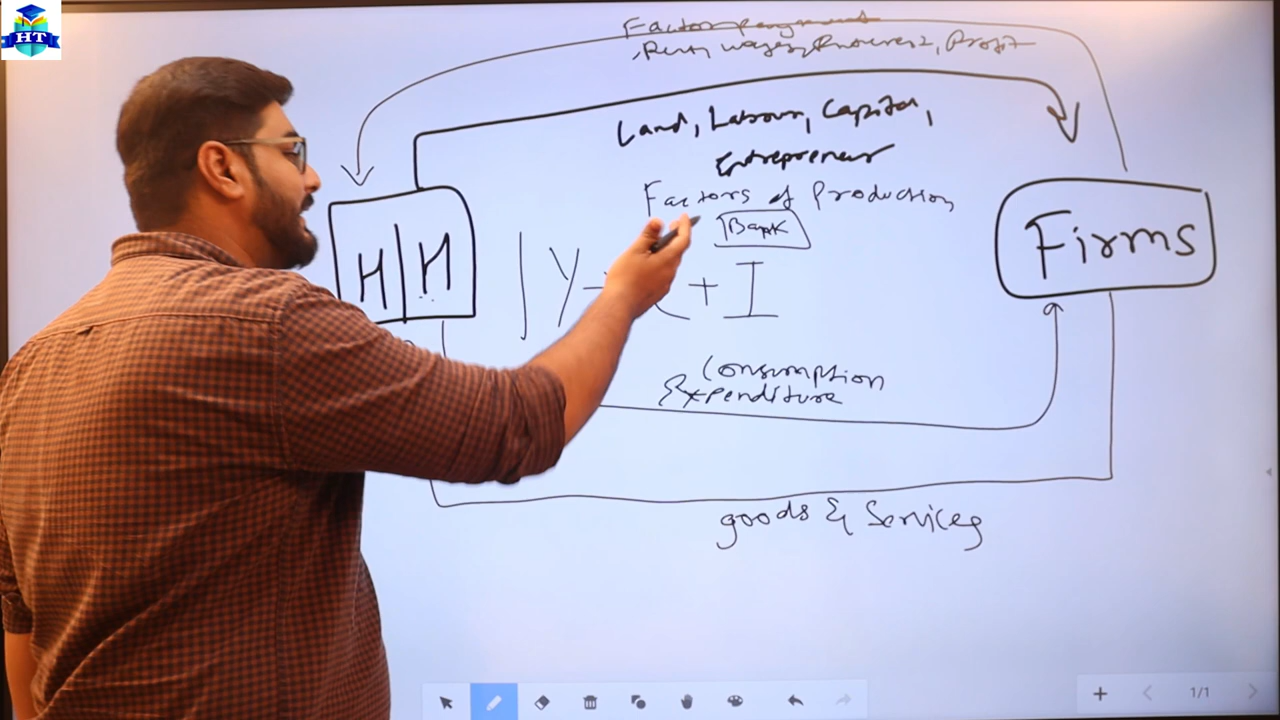 HT
Factor payments
Rent, wages, Interest, Profit
Land, Labour, Capital,
Entrepreneur
Factors of Production
Bank
Firms
H H
Y = C + I
Consumption
Expenditure
goods & Services
1/1